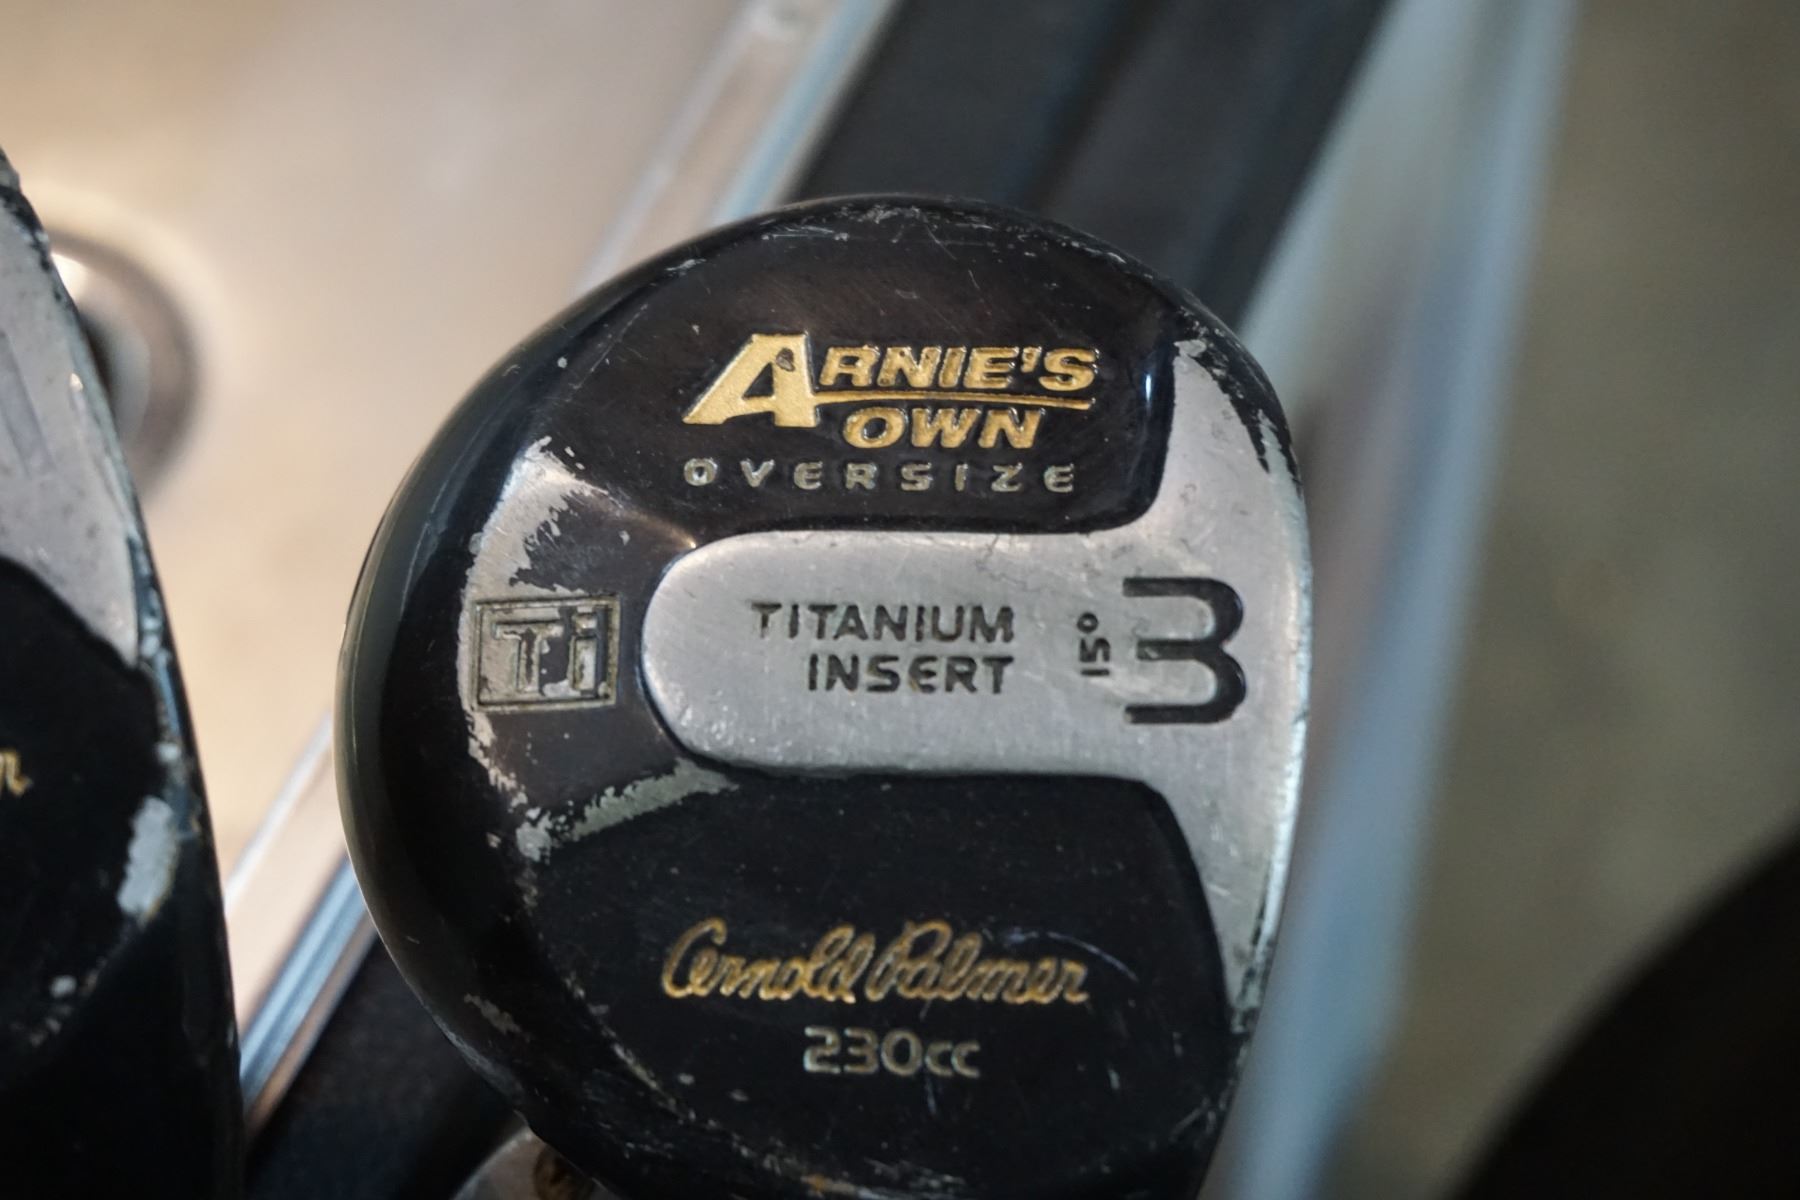 ARNIE'S
OWN
OVERSIZE
Ti
TITANIUM
INSERT
15°
3
Arnold Palmer
230cc